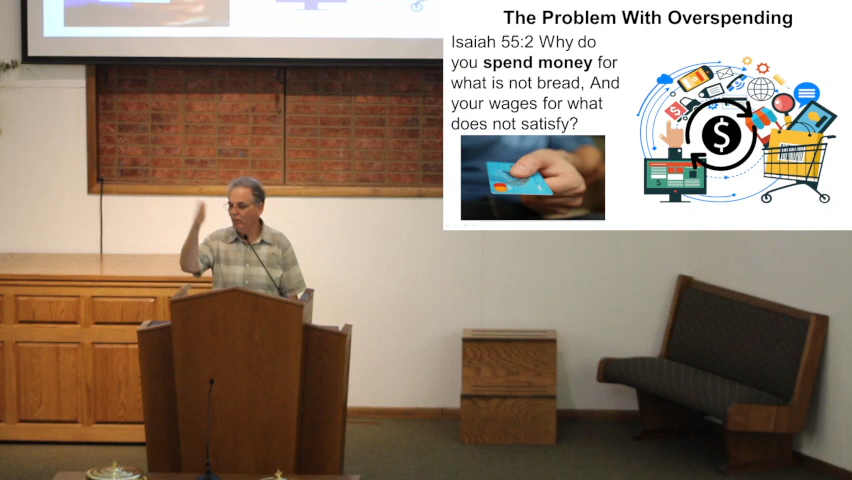 The Problem With Overspending
Isaiah 55:2 Why do
you spend money for
what is not bread, And
your wages for what
does not satisfy?